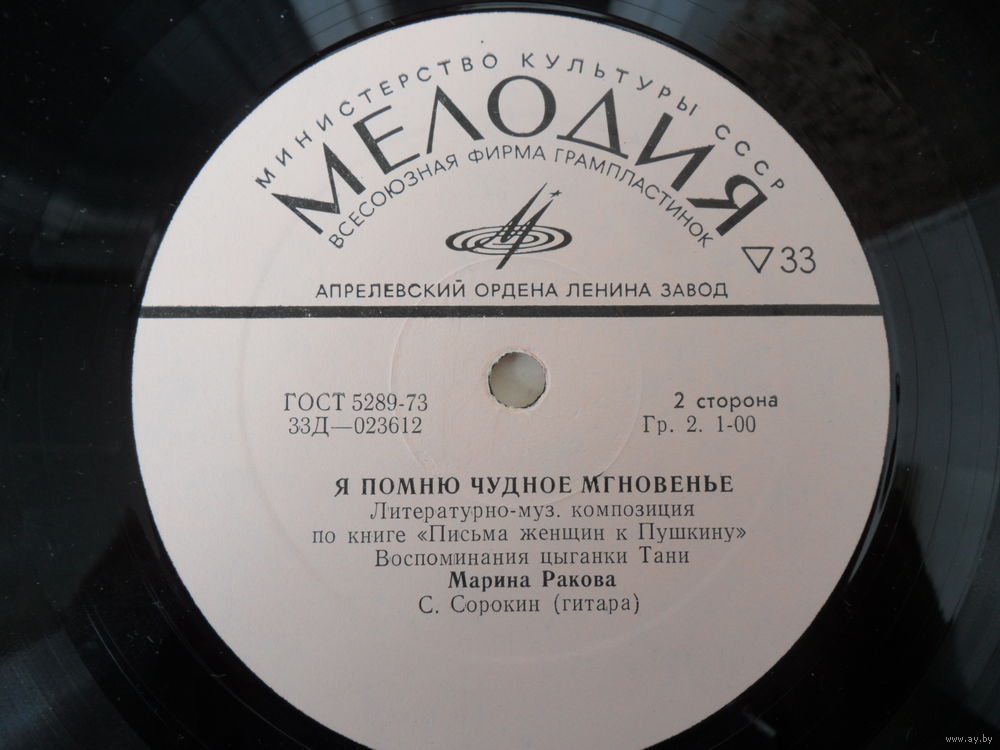 МИНИСТЕРСТВО КУЛЬТУРЫ СССР
МЕЛОДИЯ
ВСЕСОЮЗНАЯ ФИРМА ГРАМПЛАСТИНОК
▽33
АПРЕЛЕВСКИЙ ОРДЕНА ЛЕНИНА ЗАВОД
ГОСТ 5289-73
2 сторона
33Д—023612
Гр. 2. 1-00
Я ПОМНЮ ЧУДНОЕ МГНОВЕНЬЕ
Литературно-муз. композиция
по книге «Письма женщин к Пушкину»
Воспоминания цыганки Тани
Марина Ракова
С. Сорокин (гитара)
www.ay.by